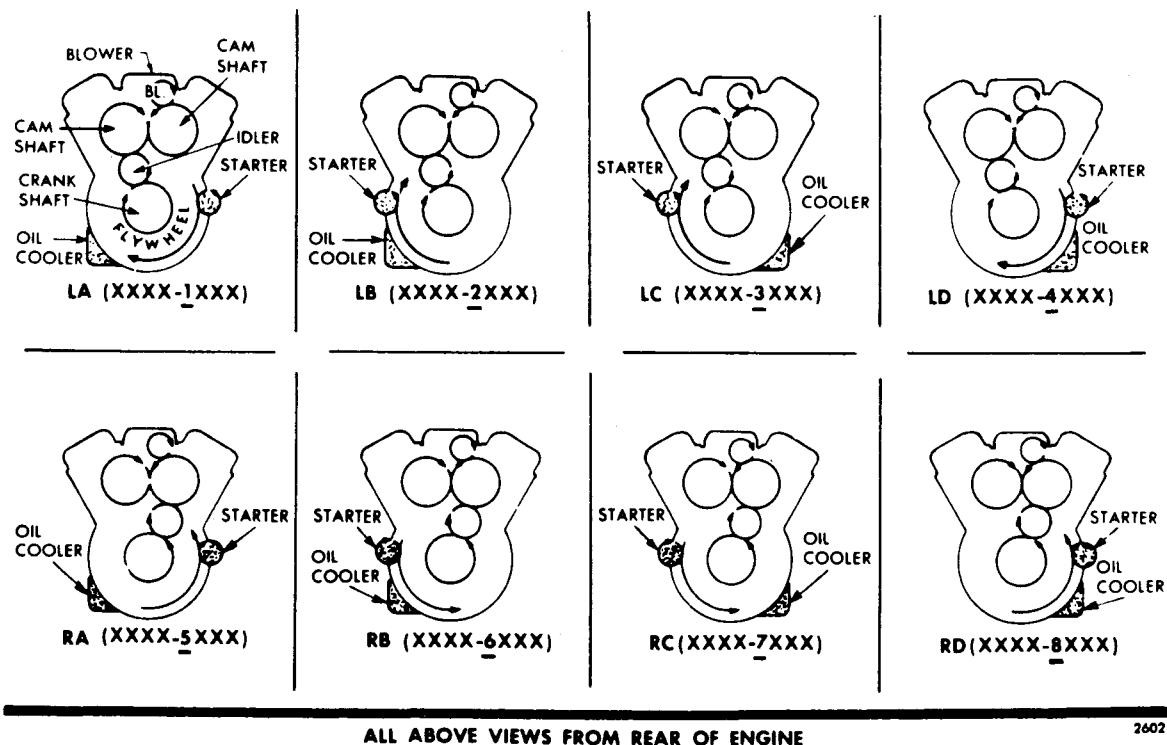 BLOWER
CAM
SHAFT
BL.
CAM
SHAFT
IDLER
STARTER
CRANK
SHAFT
FLYWHEEL
OIL
COOLER
LA (XXXX-1XXX)
STARTER
OIL
COOLER
LB (XXXX-2XXX)
STARTER
OIL
COOLER
LC (XXXX-3XXX)
STARTER
OIL
COOLER
LD (XXXX-4XXX)
OIL
COOLER
STARTER
RA (XXXX-5XXX)
STARTER
OIL
COOLER
RB (XXXX-6XXX)
STARTER
OIL
COOLER
RC(XXXX-7XXX)
STARTER
OIL
COOLER
RD(XXXX-8XXX)
ALL ABOVE VIEWS FROM REAR OF ENGINE
2602